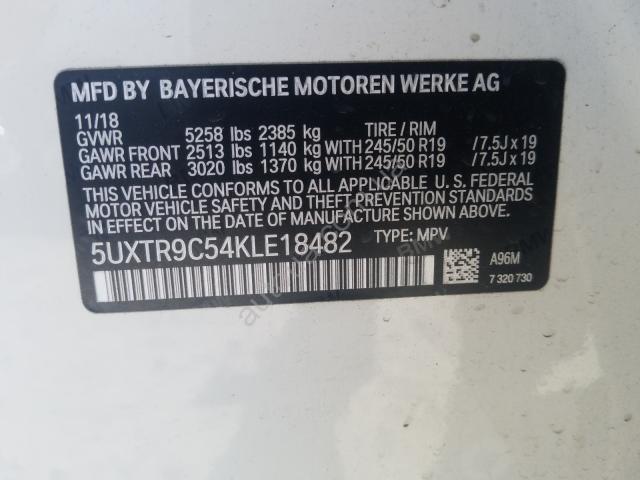 MFD BY BAYERISCHE MOTOREN WERKE AG
11/18
GVWR 5258 lbs 2385 kg TIRE / RIM
GAWR FRONT 2513 lbs 1140 kg WITH 245/50 R19 /7.5J x 19
GAWR REAR 3020 lbs 1370 kg WITH 245/50 R19 /7.5J x 19
THIS VEHICLE CONFORMS TO ALL APPLICABLE U. S. FEDERAL
MOTOR VEHICLE SAFETY AND THEFT PREVENTION STANDARDS
IN EFFECT ON THE DATE OF MANUFACTURE SHOWN ABOVE.
5UXTR9C54KLE18482 TYPE: MPV
A96M
7 320 730